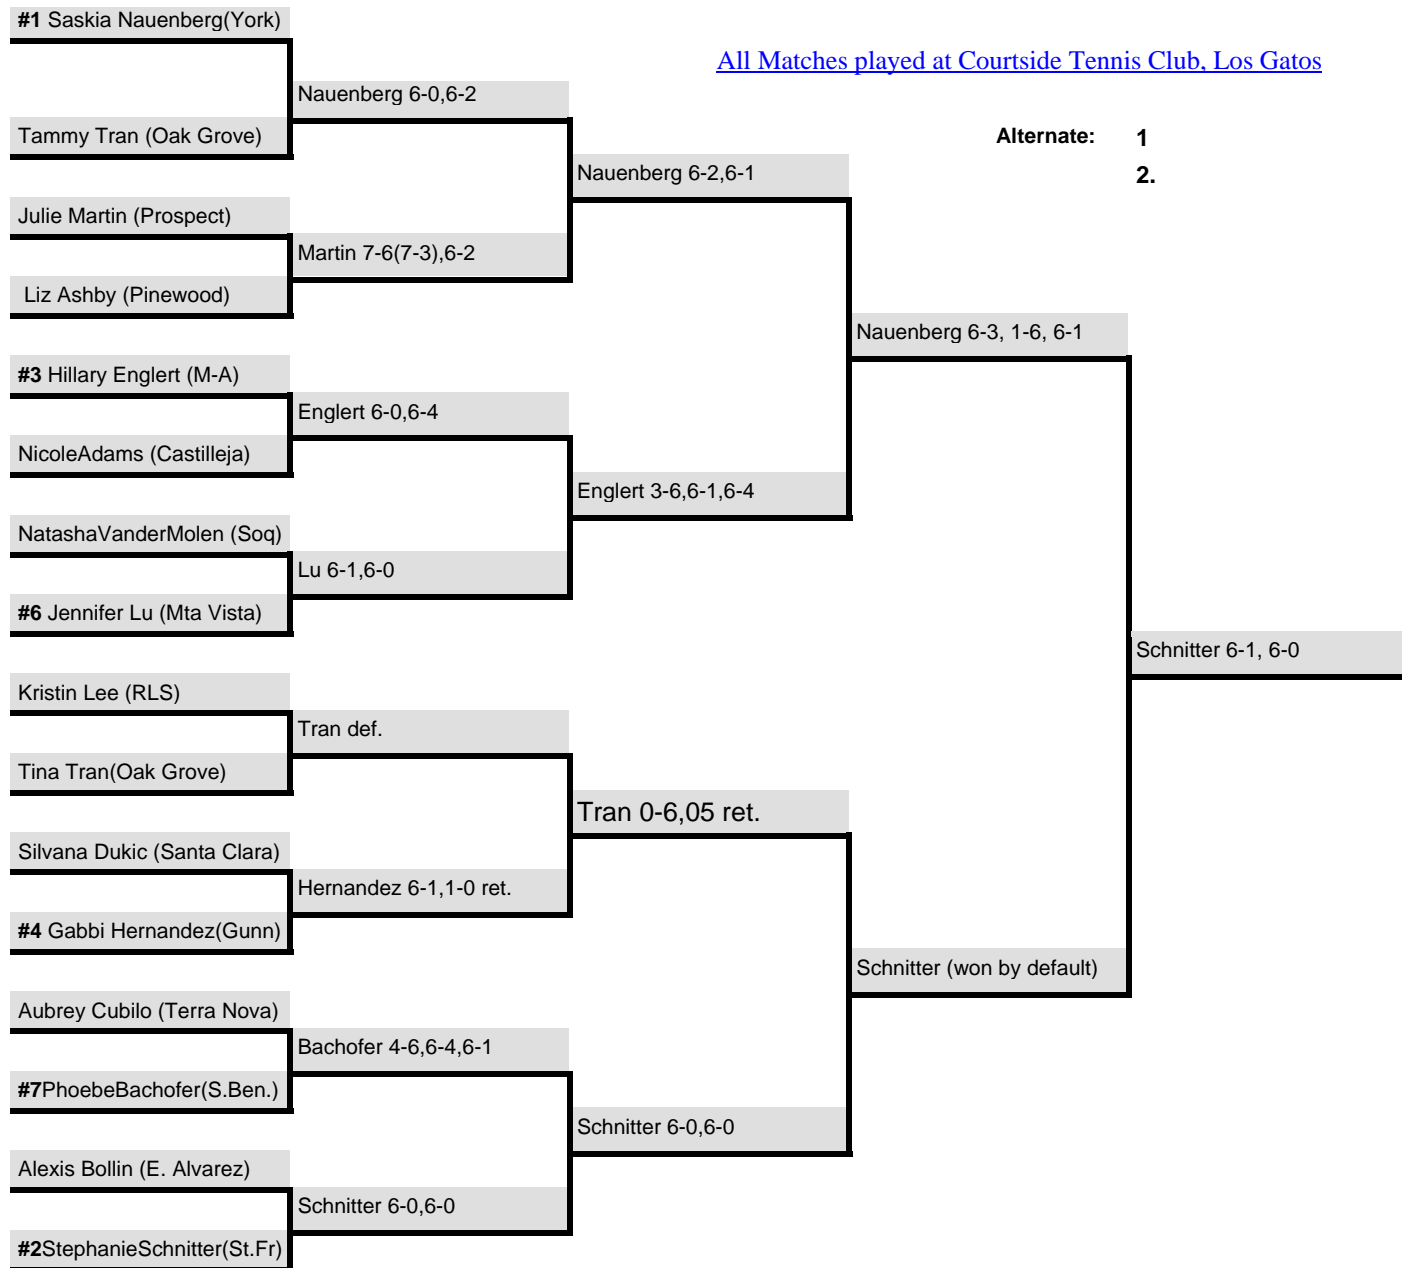 #1 Saskia Nauenberg(York)
All Matches played at Courtside Tennis Club, Los Gatos
Nauenberg 6-0,6-2
Tammy Tran (Oak Grove)
Alternate: 1
Nauenberg 6-2,6-1
2.
Julie Martin (Prospect)
Martin 7-6(7-3),6-2
Liz Ashby (Pinewood)
Nauenberg 6-3, 1-6, 6-1
#3 Hillary Englert (M-A)
Englert 6-0,6-4
NicoleAdams (Castilleja)
Englert 3-6,6-1,6-4
NatashaVanderMolen (Soq)
Lu 6-1,6-0
#6 Jennifer Lu (Mta Vista)
Schnitter 6-1, 6-0
Kristin Lee (RLS)
Tran def.
Tina Tran(Oak Grove)
Tran 0-6,05 ret.
Silvana Dukic (Santa Clara)
Hernandez 6-1,1-0 ret.
#4 Gabbi Hernandez(Gunn)
Schnitter (won by default)
Aubrey Cubilo (Terra Nova)
Bachofer 4-6,6-4,6-1
#7PhoebeBachofer(S.Ben.)
Schnitter 6-0,6-0
Alexis Bollin (E. Alvarez)
Schnitter 6-0,6-0
#2StephanieSchnitter(St.Fr)